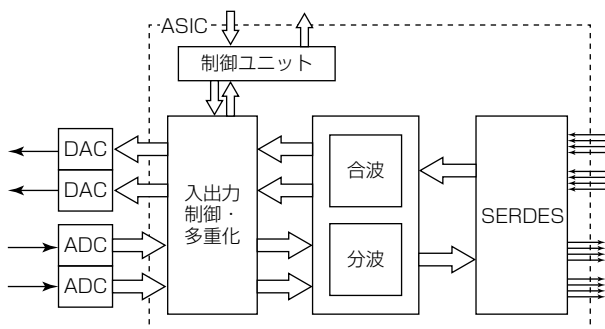 ASIC
制御ユニット
DAC
DAC
ADC
ADC
入出力
制御・
多重化
合波
分波
SERDES